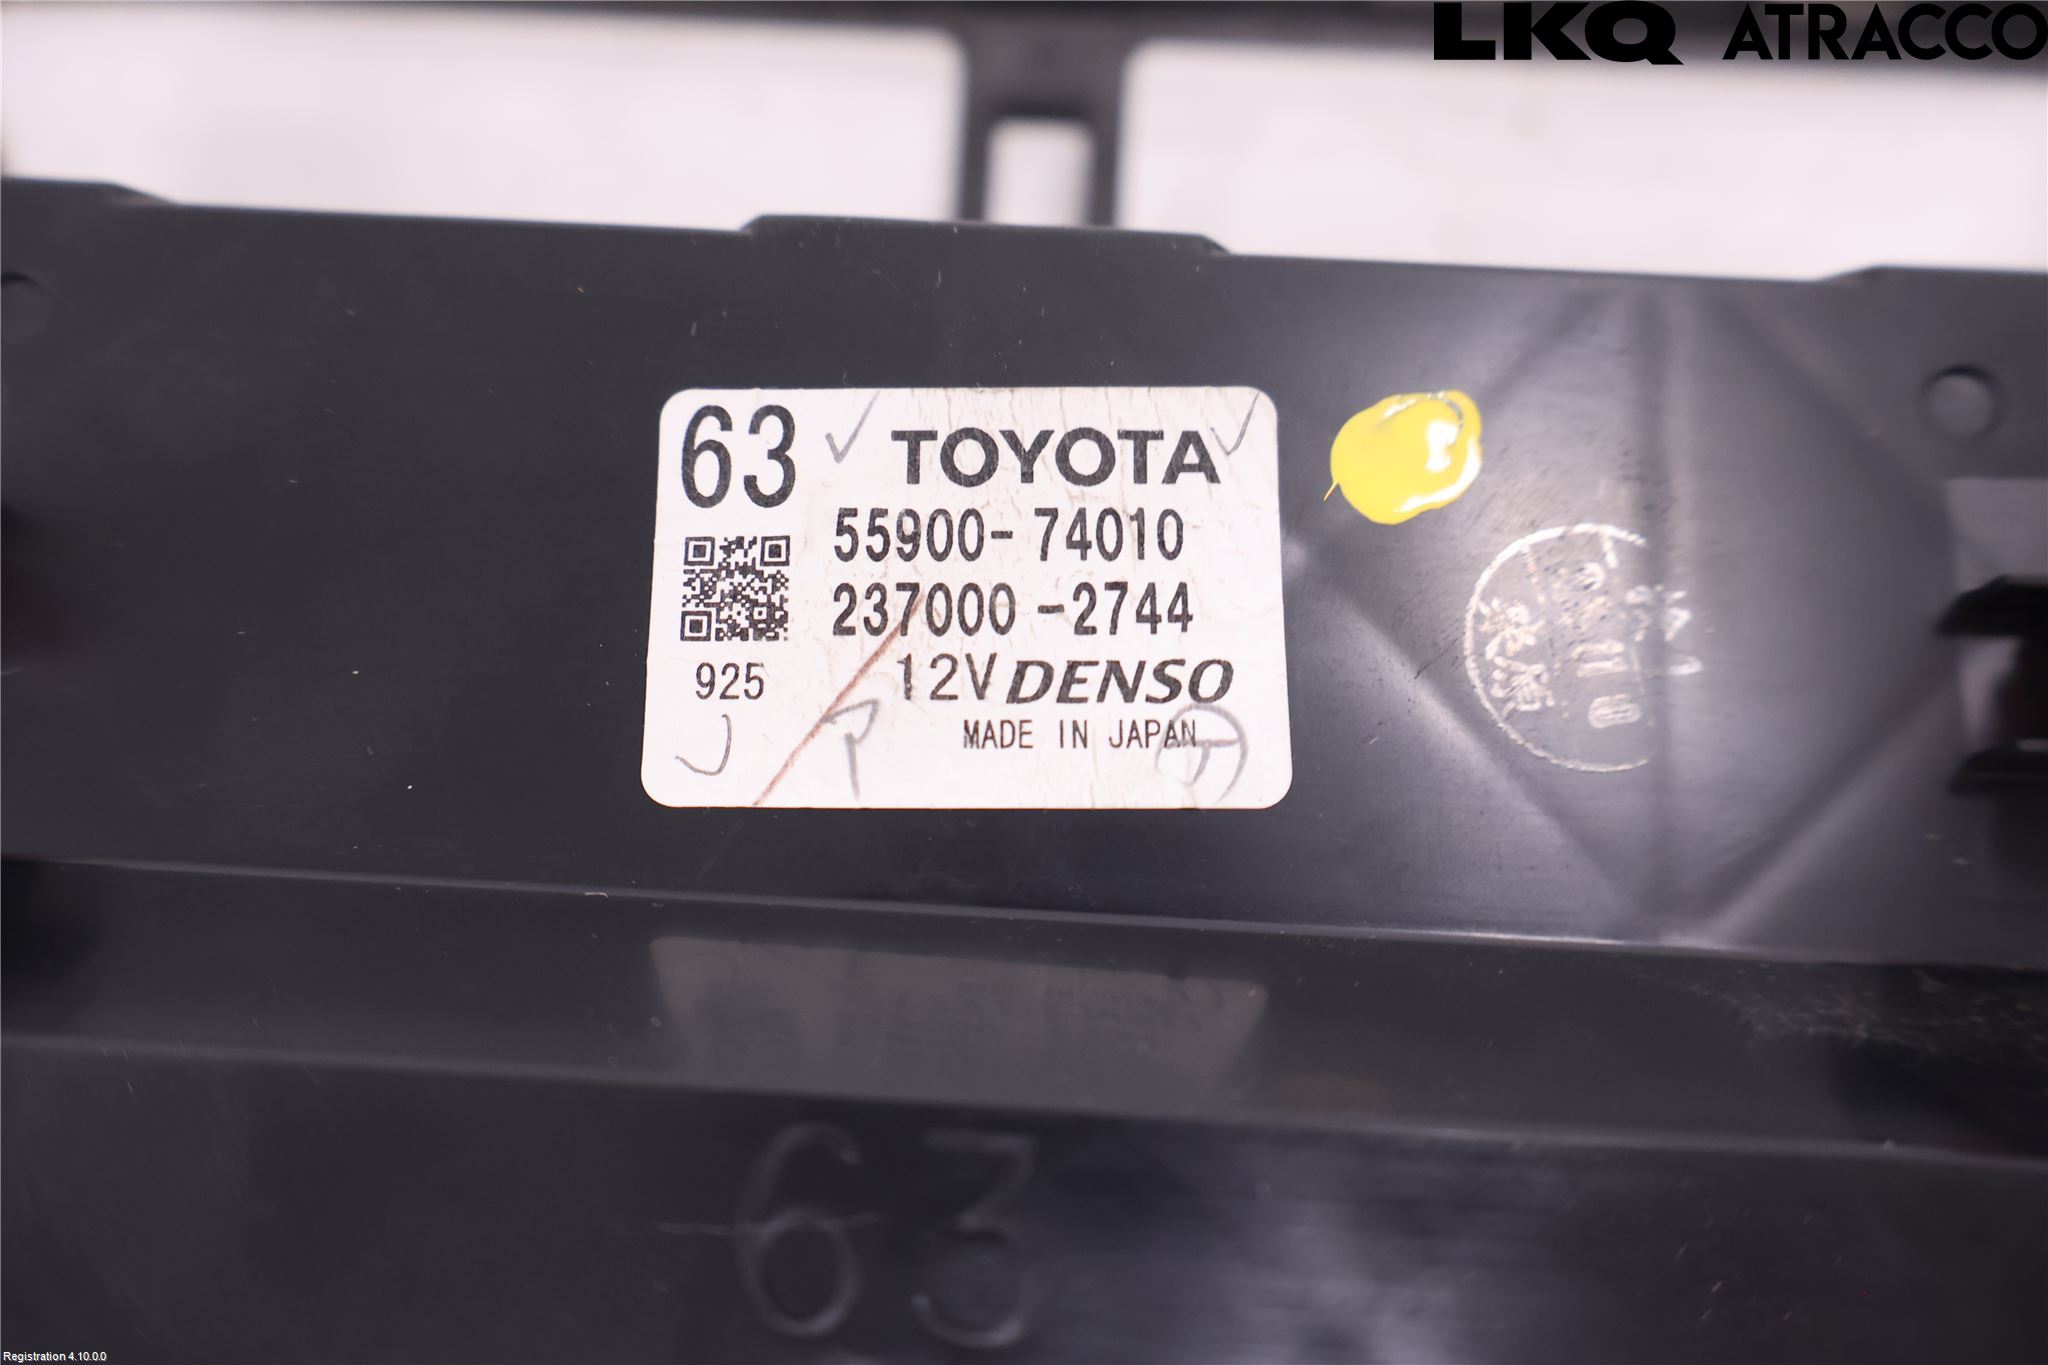 LKQ ATRACCO
63 TOYOTA
55900-74010
237000-2744
925 12V DENSO
MADE IN JAPAN
63
Registration 4.10.0.0